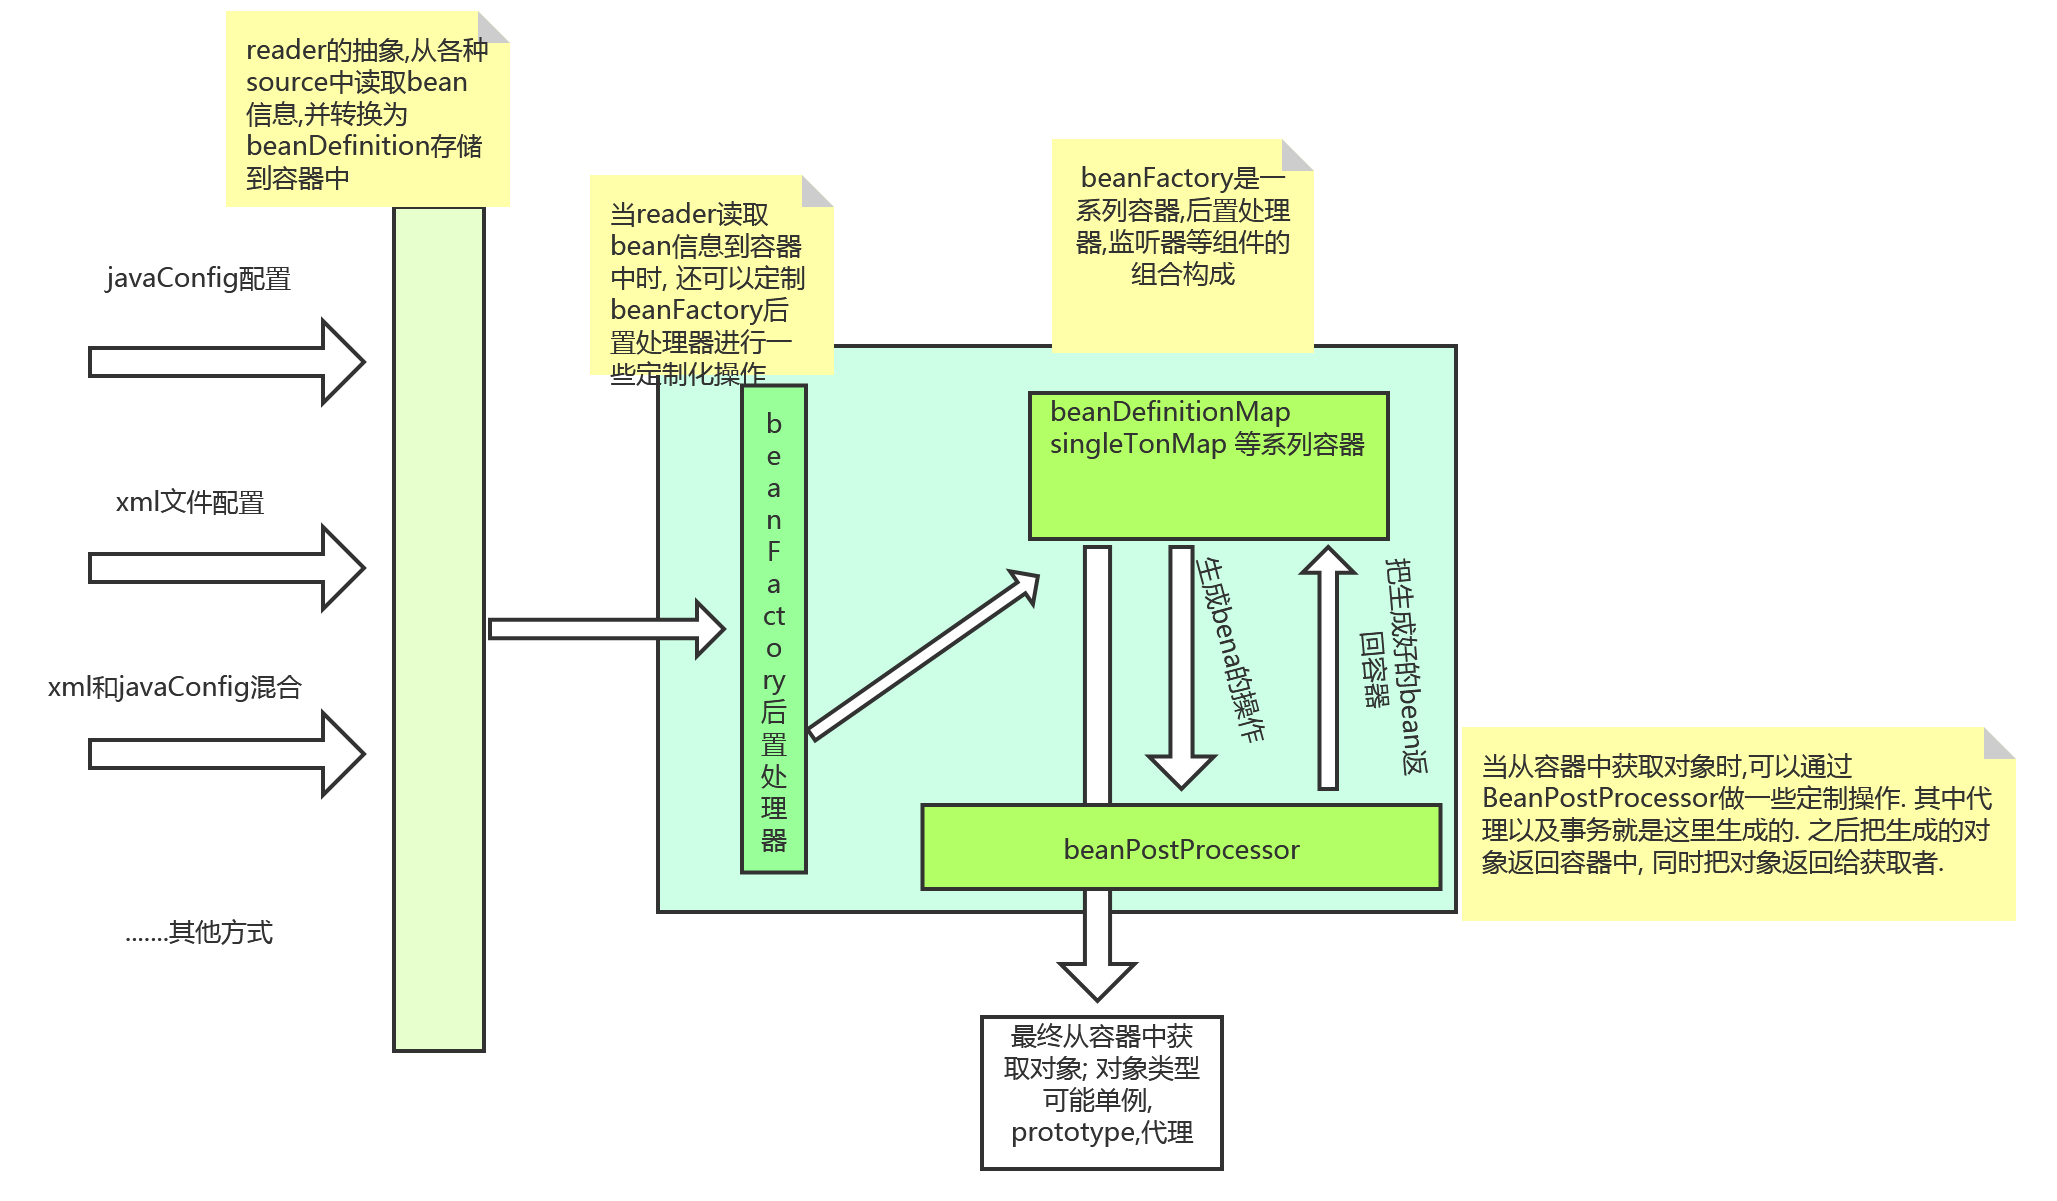 reader的抽象,从各种
source中读取bean
信息,并转换为
beanDefinition存储
到容器中
javaConfig配置
xml文件配置
xml和javaConfig混合
.......其他方式
当reader读取
bean信息到容器
中时, 还可以定制
beanFactory后
置处理器进行一
些定制化操作
b
e
a
n
F
a
ct
o
ry
后
置
处
理
器
beanFactory是一
系列容器,后置处理
器,监听器等组件的
组合构成
beanDefinitionMap
singleTonMap 等系列容器
生成bena的操作
把生成好的bean返
回容器
beanPostProcessor
当从容器中获取对象时,可以通过
BeanPostProcessor做一些定制操作. 其中代
理以及事务就是这里生成的. 之后把生成的对
象返回容器中, 同时把对象返回给获取者.
最终从容器中获
取对象; 对象类型
可能单例,
prototype,代理